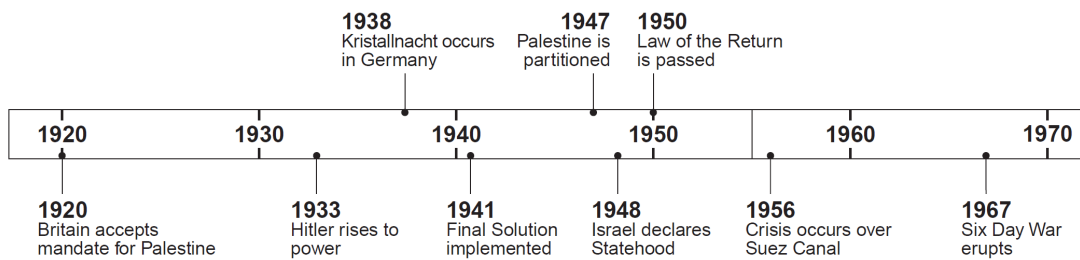 1938
Kristallnacht occurs
in Germany
1947
Palestine is
partitioned
1950
Law of the Return
is passed
1920
1930
1940
1950
1960
1970
1920
Britain accepts
mandate for Palestine
1933
Hitler rises to
power
1941
Final Solution
implemented
1948
Israel declares
Statehood
1956
Crisis occurs over
Suez Canal
1967
Six Day War
erupts